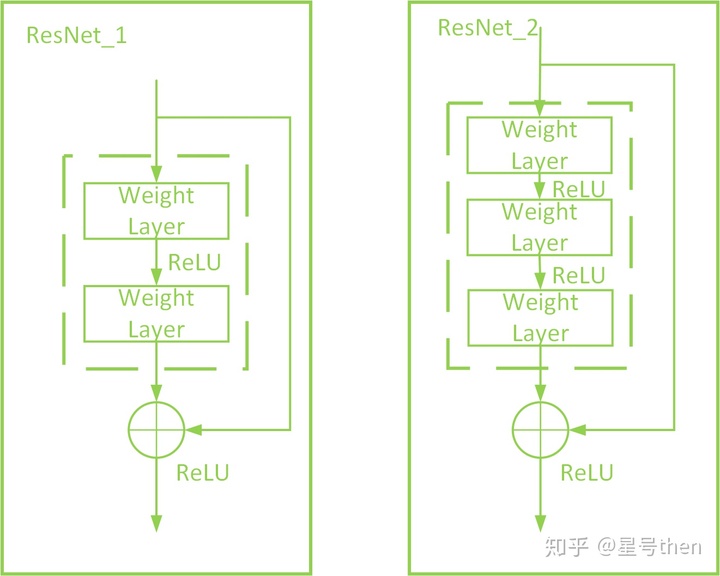 ResNet_1
Weight
Layer
ReLU
Weight
Layer
ReLU
ResNet_2
Weight
Layer
ReLU
Weight
Layer
ReLU
Weight
Layer
ReLU
知乎 @星号then